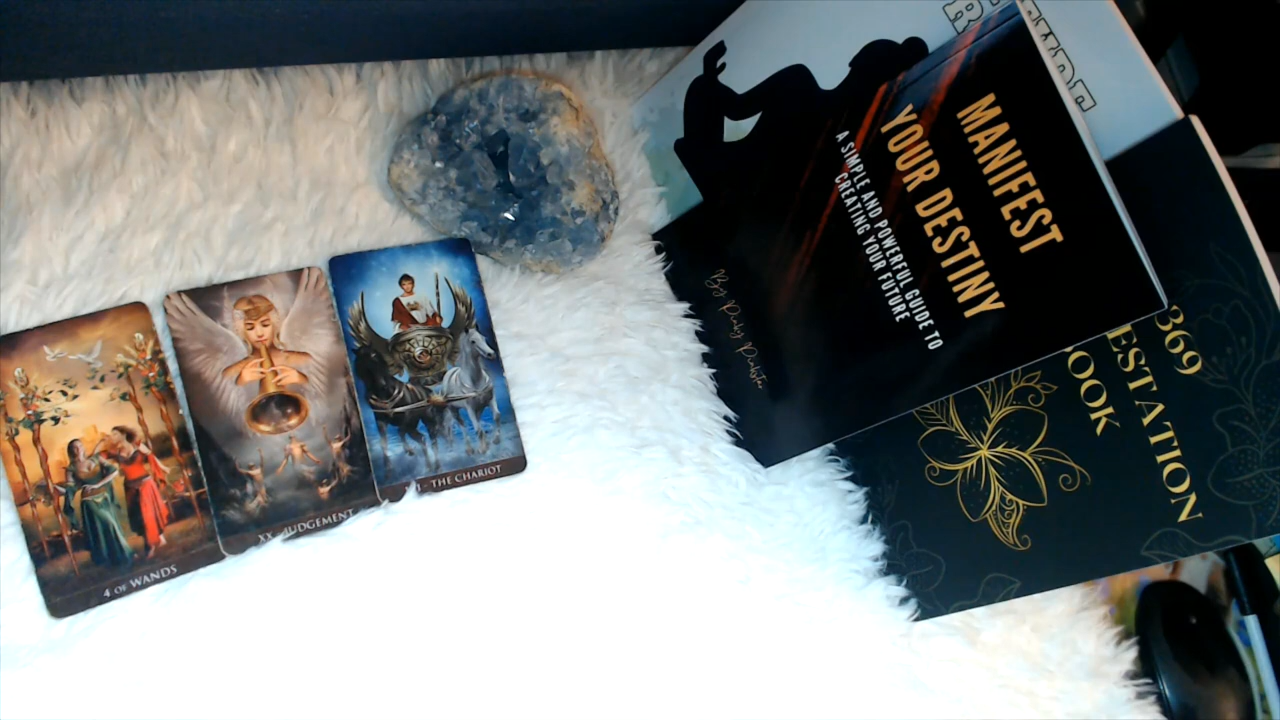 4 OF WANDS
XX - JUDGEMENT
- THE CHARIOT
MANIFEST
YOUR DESTINY
A SIMPLE AND POWERFUL GUIDE TO
CREATING YOUR FUTURE
By
369
ESTATION
OOK